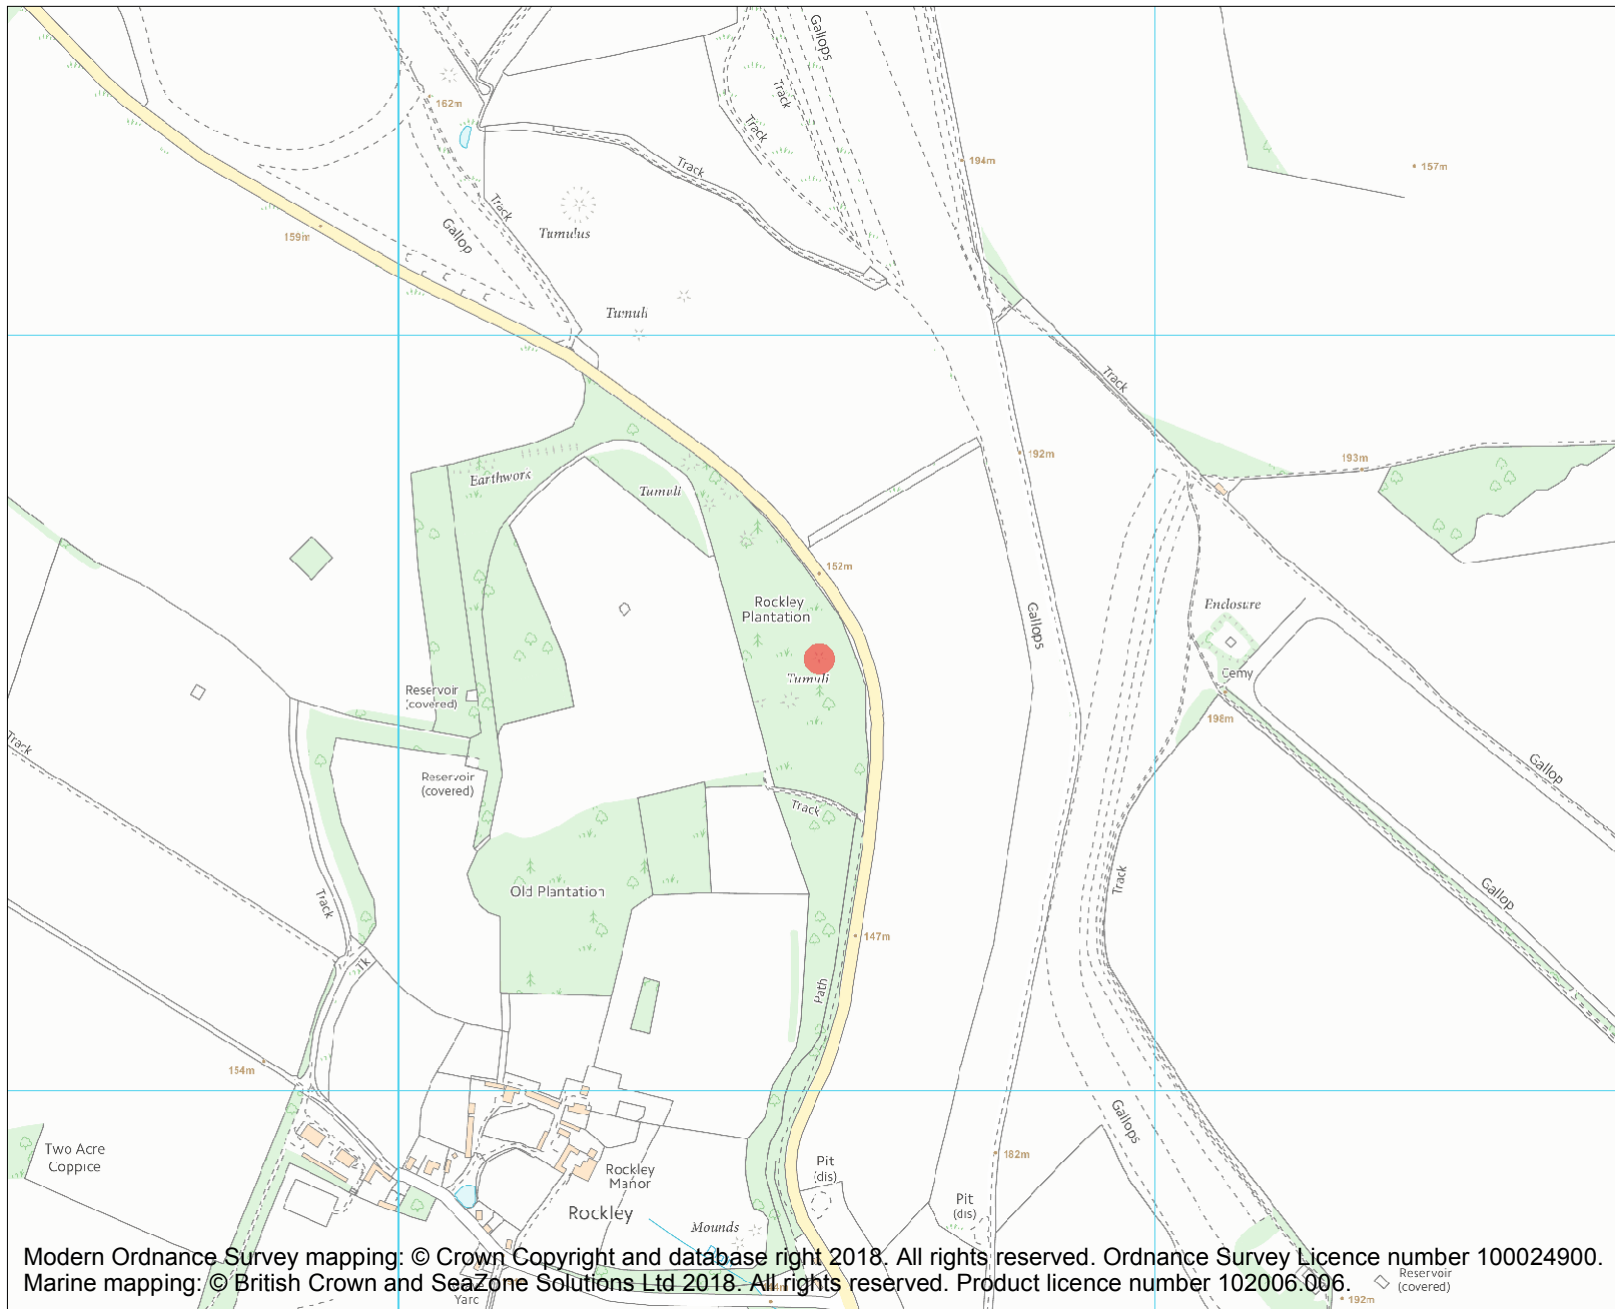 Gallops
162m
Track
Track
Track
194m
157m
Track
159m
Gallop
Tumulus
Tumuli
Track
192m
193m
Earthwork
Tumuli
152m
Rockley
Plantation
Enclosure
Gallops
Tumuli
Cemy
Reservoir
(covered)
198m
Track
Reservoir
(covered)
Gallop
Track
Track
Old Plantation
Track
Gallop
147m
Tk
Path
154m
Gallops
Two Acre
Coppice
Pit
(dis)
182m
Rockley
Manor
Pit
(dis)
Rockley
Mounds
Modern Ordnance Survey mapping: © Crown Copyright and database right 2018. All rights reserved. Ordnance Survey Licence number 100024900.
Marine mapping: © British Crown and SeaZone Solutions Ltd 2018. All rights reserved. Product licence number 102006.006.
Reservoir
(covered)
192m